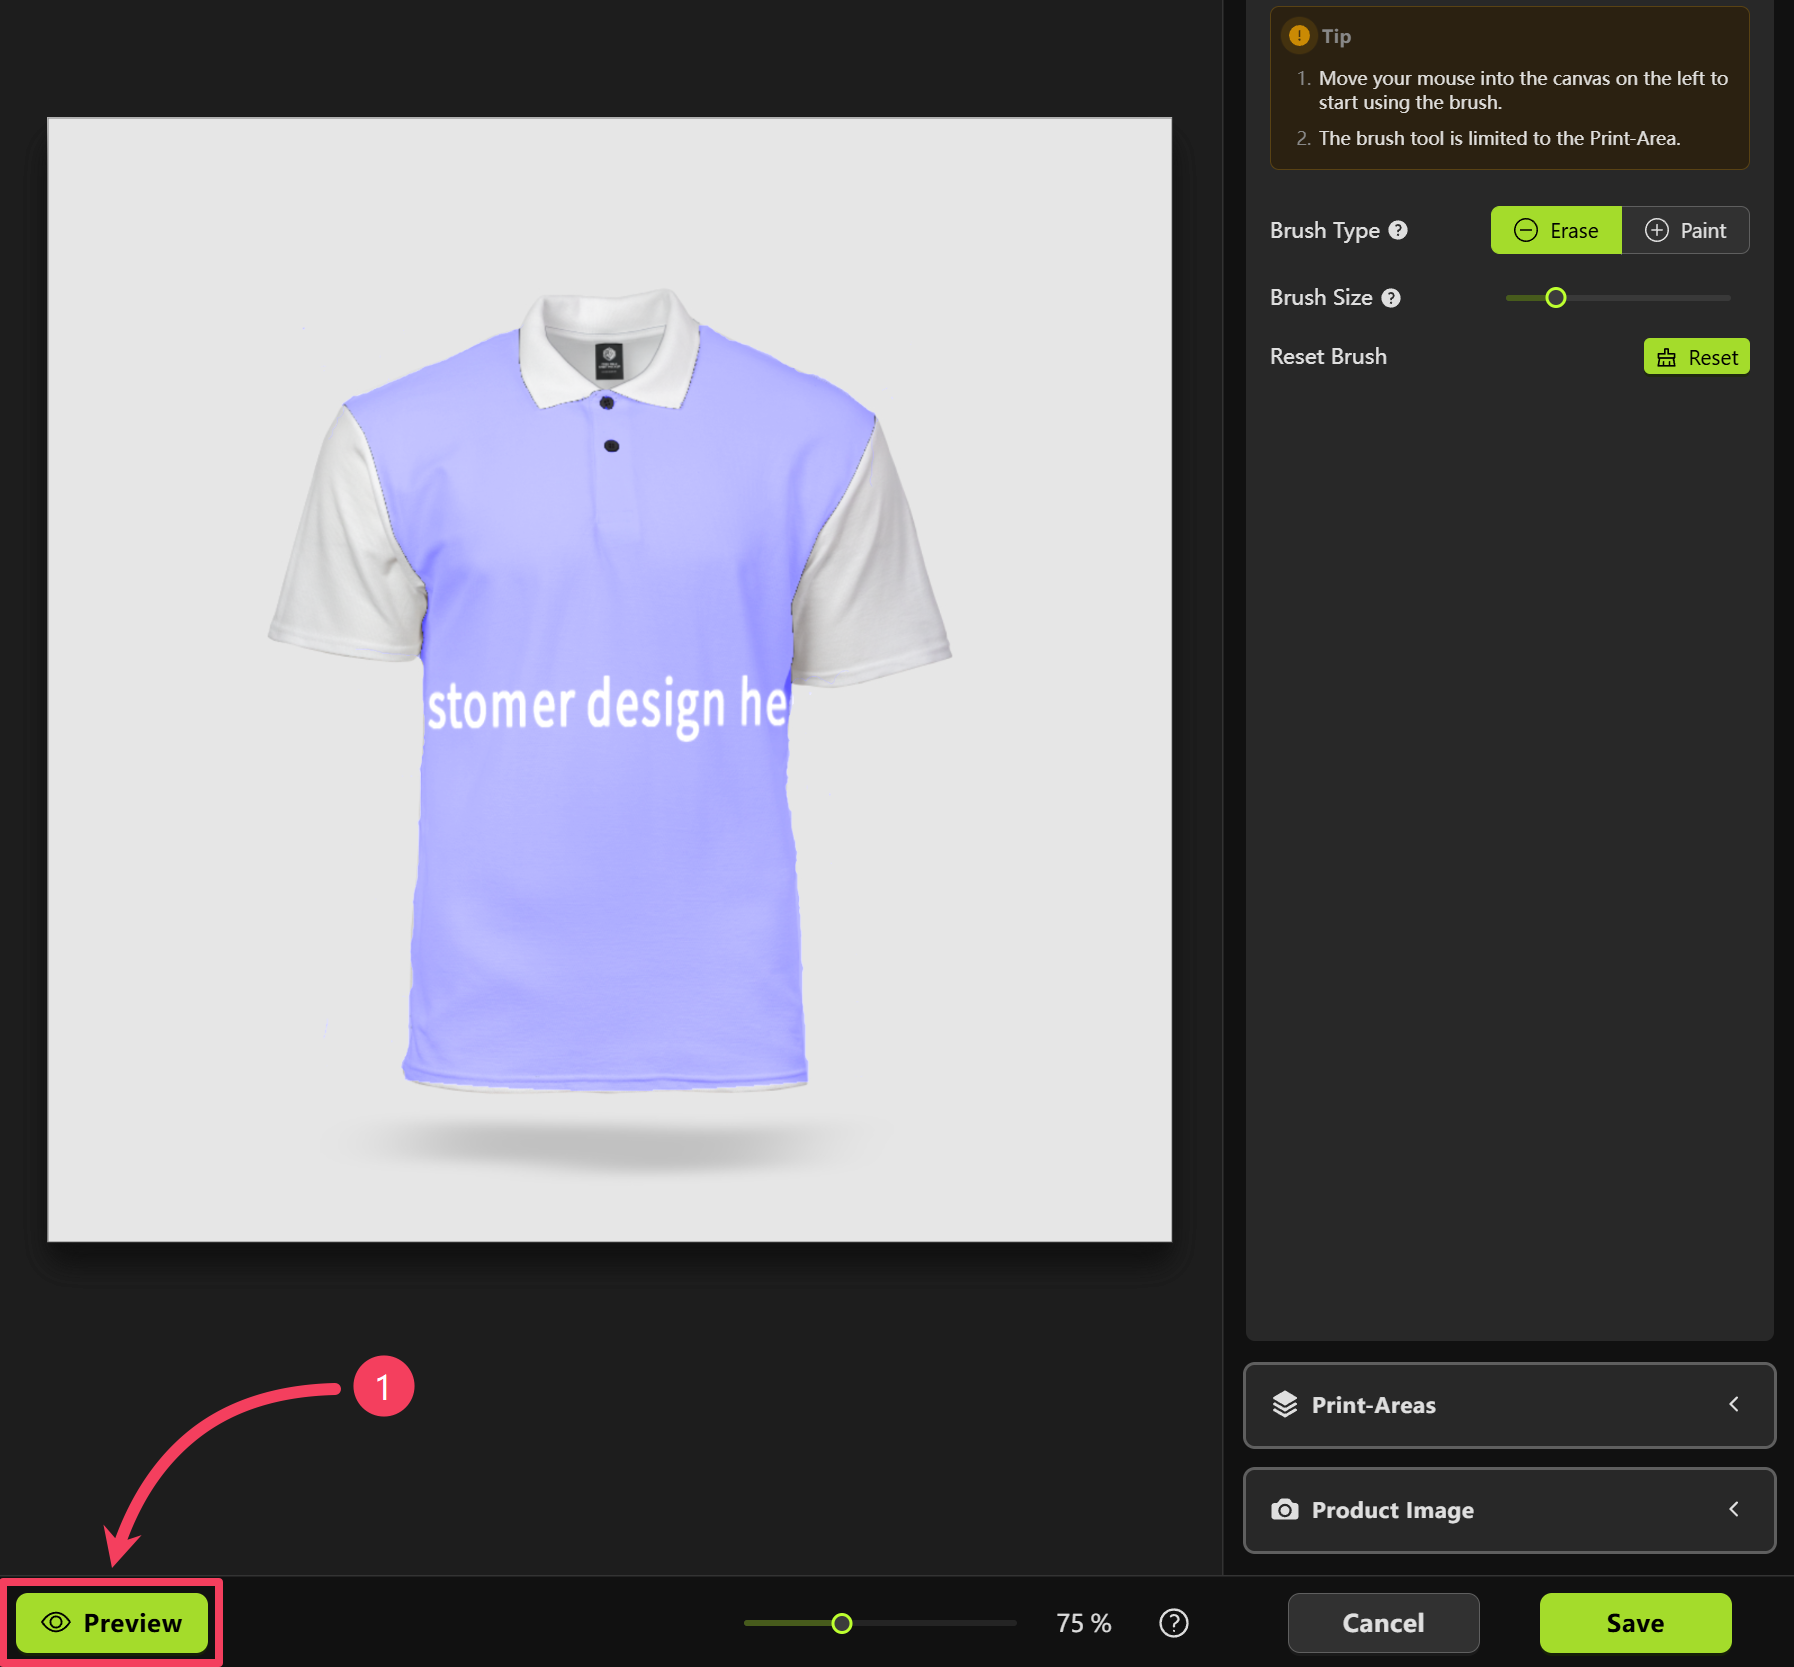 Tip
1. Move your mouse into the canvas on the left to
start using the brush.
2. The brush tool is limited to the Print-Area.
Brush Type
Erase
Paint
Brush Size
Reset Brush
Reset
stomer design he
1
Print-Areas
Product Image
Preview
75 %
Cancel
Save